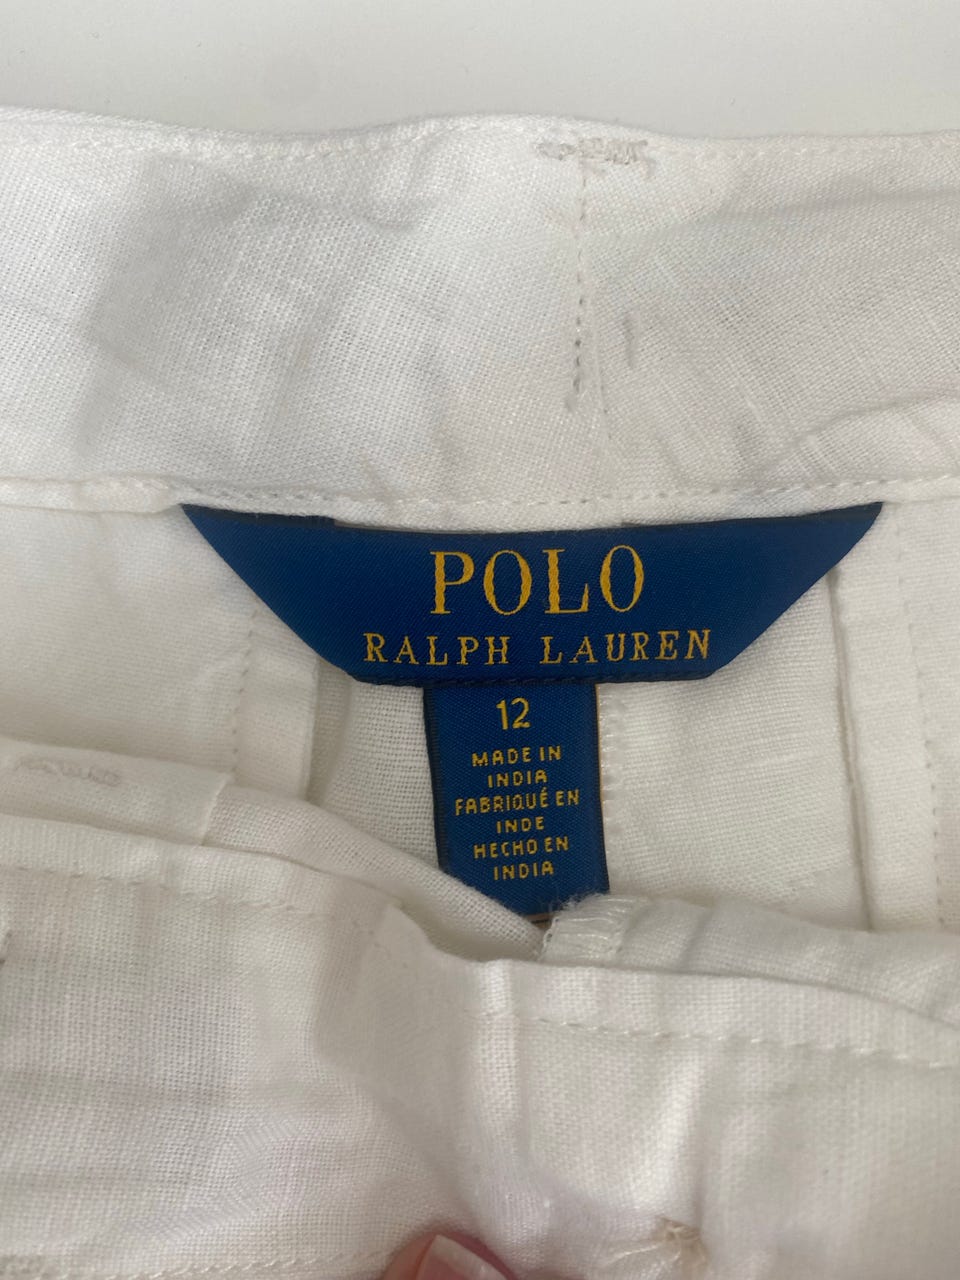 POLO
RALPH LAUREN
12
MADE IN
INDIA
FABRIQUÉ EN
INDE
HECHO EN
INDIA